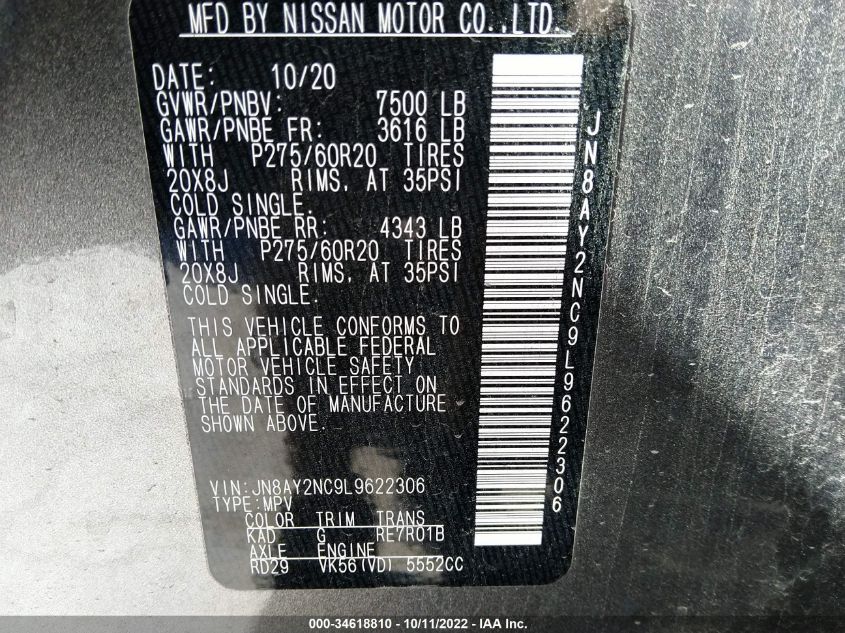 MFD BY NISSAN MOTOR CO.,LTD.
DATE: 10/20
GVWR/PNBV: 7500 LB
GAWR/PNBE FR: 3616 LB
WITH P275/60R20 TIRES
20X8J RIMS, AT 35PSI
COLD SINGLE.
GAWR/PNBE RR: 4343 LB
WITH P275/60R20 TIRES
20X8J RIMS, AT 35PSI
COLD SINGLE.
THIS VEHICLE CONFORMS TO
ALL APPLICABLE FEDERAL
MOTOR VEHICLE SAFETY
STANDARDS IN EFFECT ON
THE DATE OF MANUFACTURE
SHOWN ABOVE.
VIN:JN8AY2NC9L9622306
TYPE:MPV
COLOR TRIM TRANS
KAD G RE7R01B
AXLE ENGINE
RD29 VK56(VD) 5552CC
JN8AY2NC9L9622306
000-34618810 - 10/11/2022 - IAA Inc.